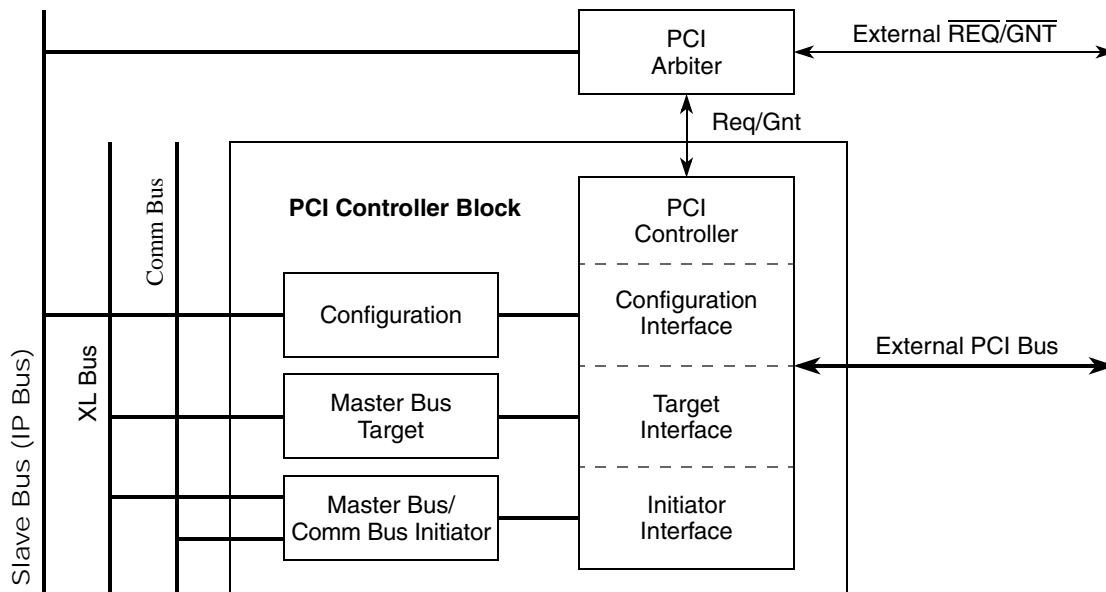 PCI
Arbiter
External REQ/GNT
Req/Gnt
Slave Bus (IP Bus)
XL Bus
Comm Bus
PCI Controller Block
PCI
Controller
Configuration
Configuration
Interface
External PCI Bus
Master Bus
Target
Target
Interface
Master Bus/
Comm Bus Initiator
Initiator
Interface